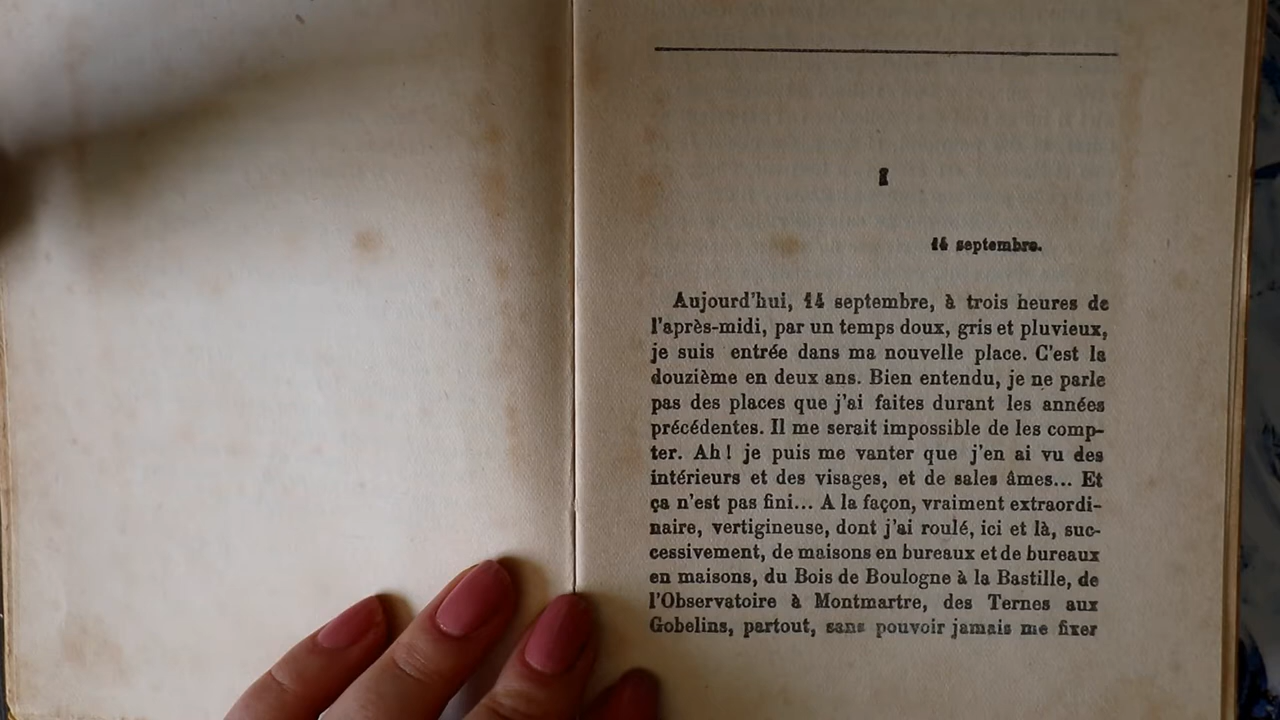 I
14 septembre.
Aujourd'hui, 14 septembre, à trois heures de
l'après-midi, par un temps doux, gris et pluvieux,
je suis entrée dans ma nouvelle place. C'est la
douzième en deux ans. Bien entendu, je ne parle
pas des places que j'ai faites durant les années
précédentes. Il me serait impossible de les comp-
ter. Ah! je puis me vanter que j'en ai vu des
intérieurs et des visages, et de sales âmes... Et
ça n'est pas fini... A la façon, vraiment extraordi-
naire, vertigineuse, dont j'ai roulé, ici et là, suc-
cessivement, de maisons en bureaux et de bureaux
en maisons, du Bois de Boulogne à la Bastille, de
l'Observatoire à Montmartre, des Ternes aux
Gobelins, partout, sans pouvoir jamais me fixer